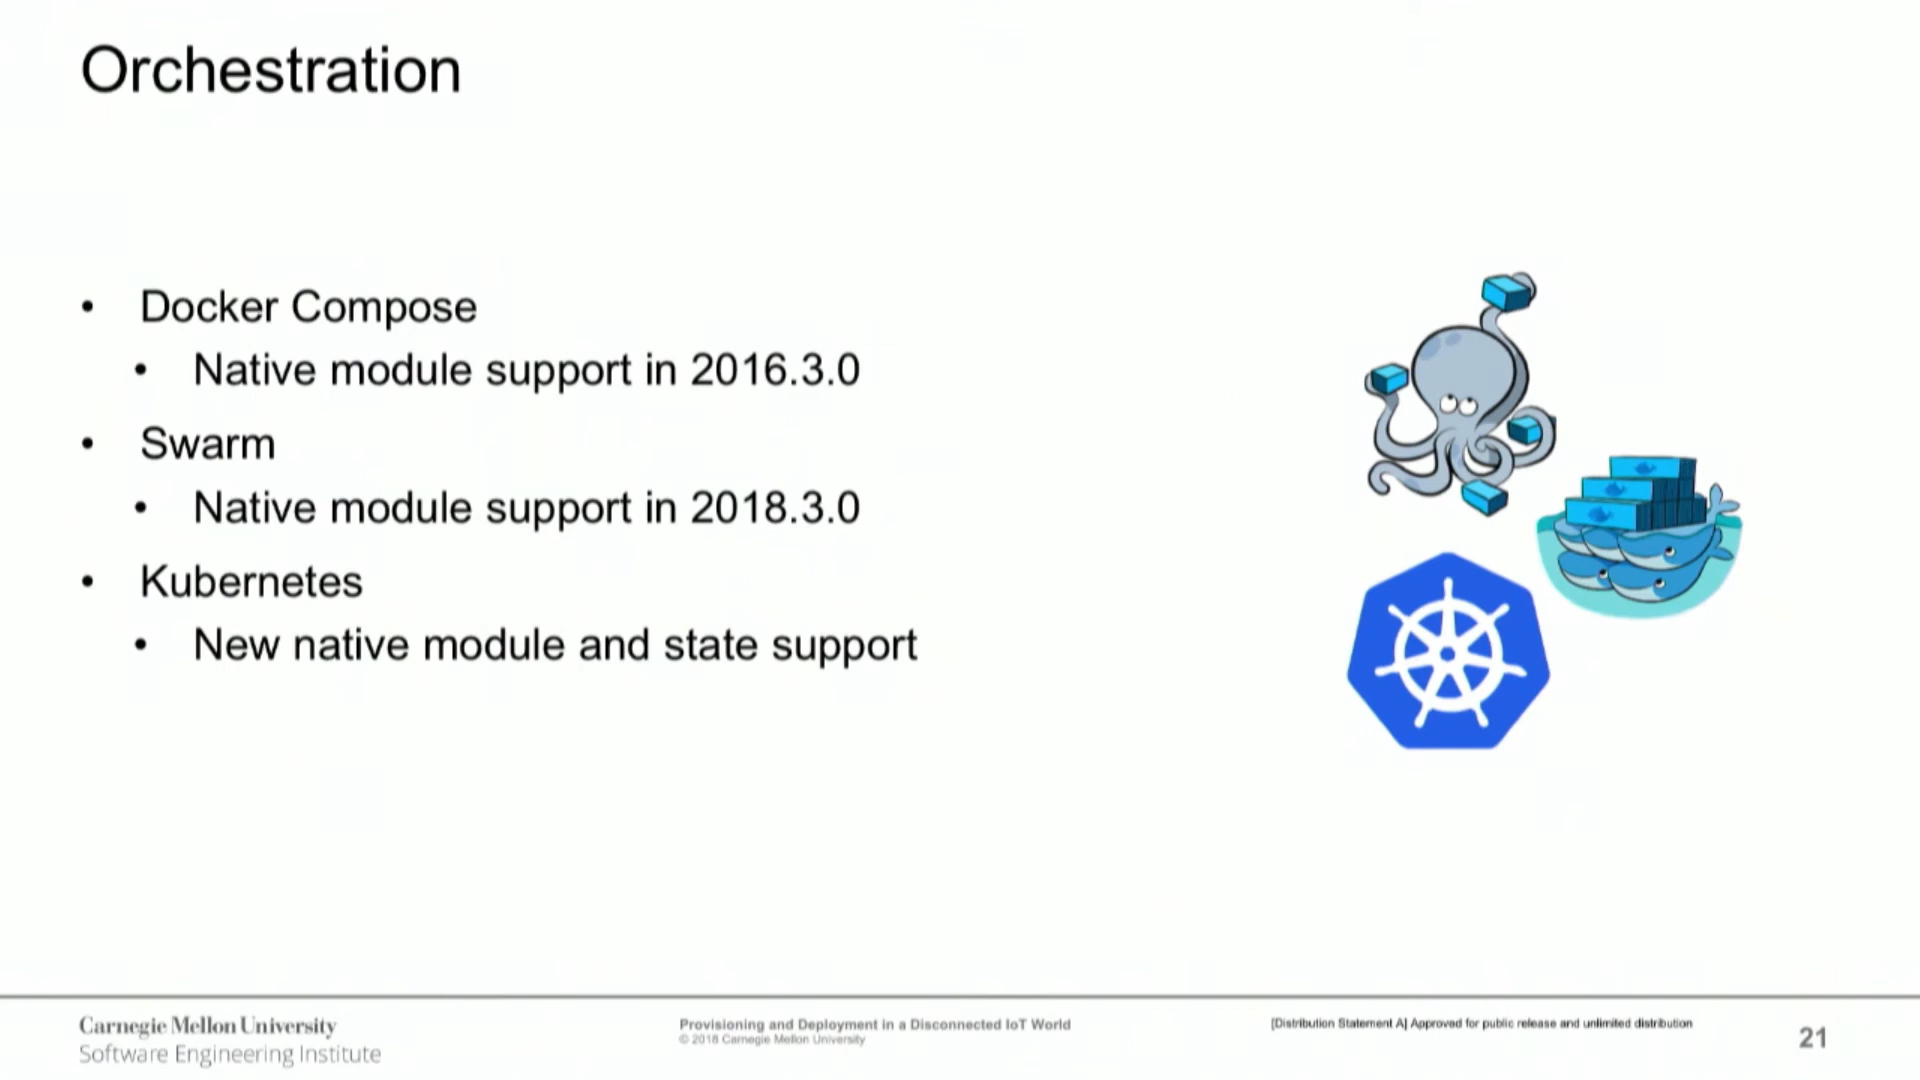 Orchestration
• Docker Compose
• Native module support in 2016.3.0
• Swarm
• Native module support in 2018.3.0
• Kubernetes
• New native module and state support
Carnegie Mellon University
Software Engineering Institute
Provisioning and Deployment in a Disconnected IoT World
© 2018 Carnegie Mellon University
[Distribution Statement A] Approved for public release and unlimited distribution
21